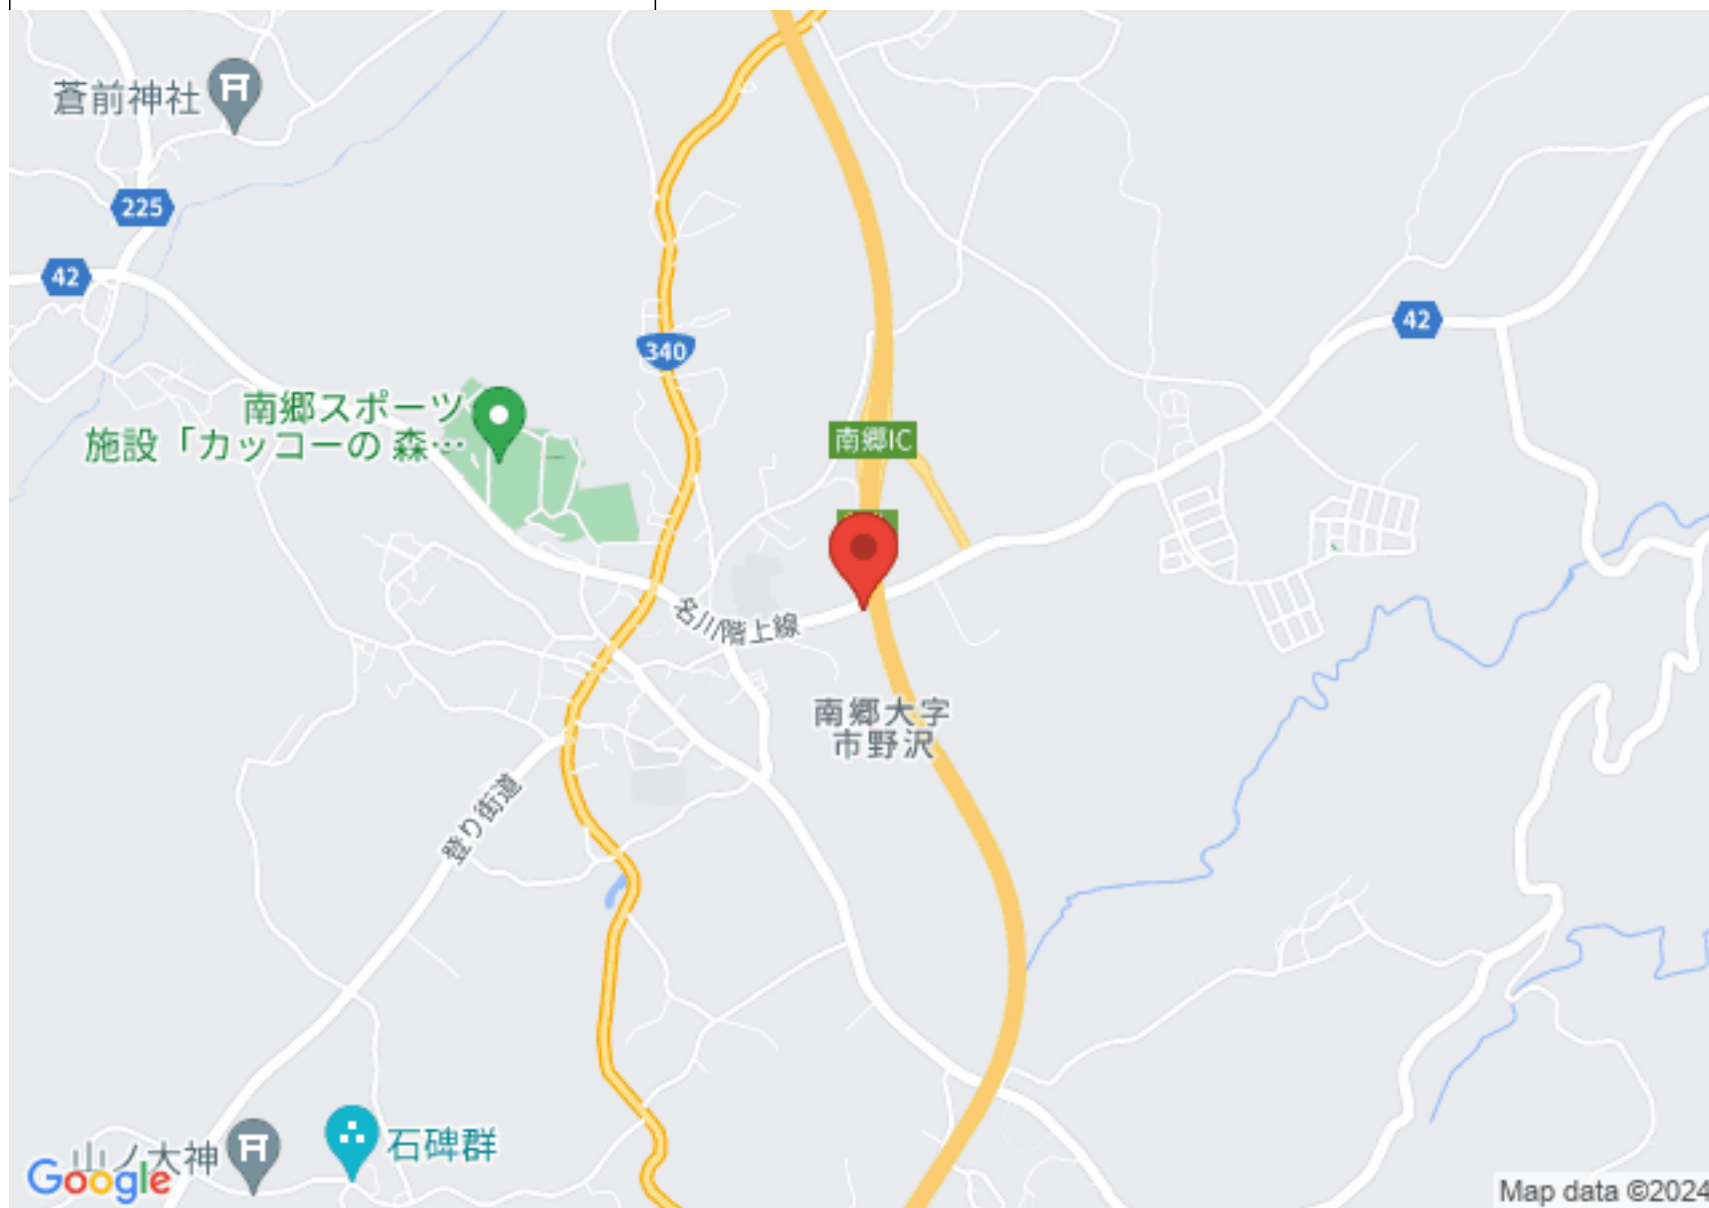 蒼前神社
225
42
340
42
南郷スポーツ
施設「カッコーの 森…
南郷IC
名川階上線
南郷大字
市野沢
登り街道
石碑群
山ノ大神
Google
Map data ©2024